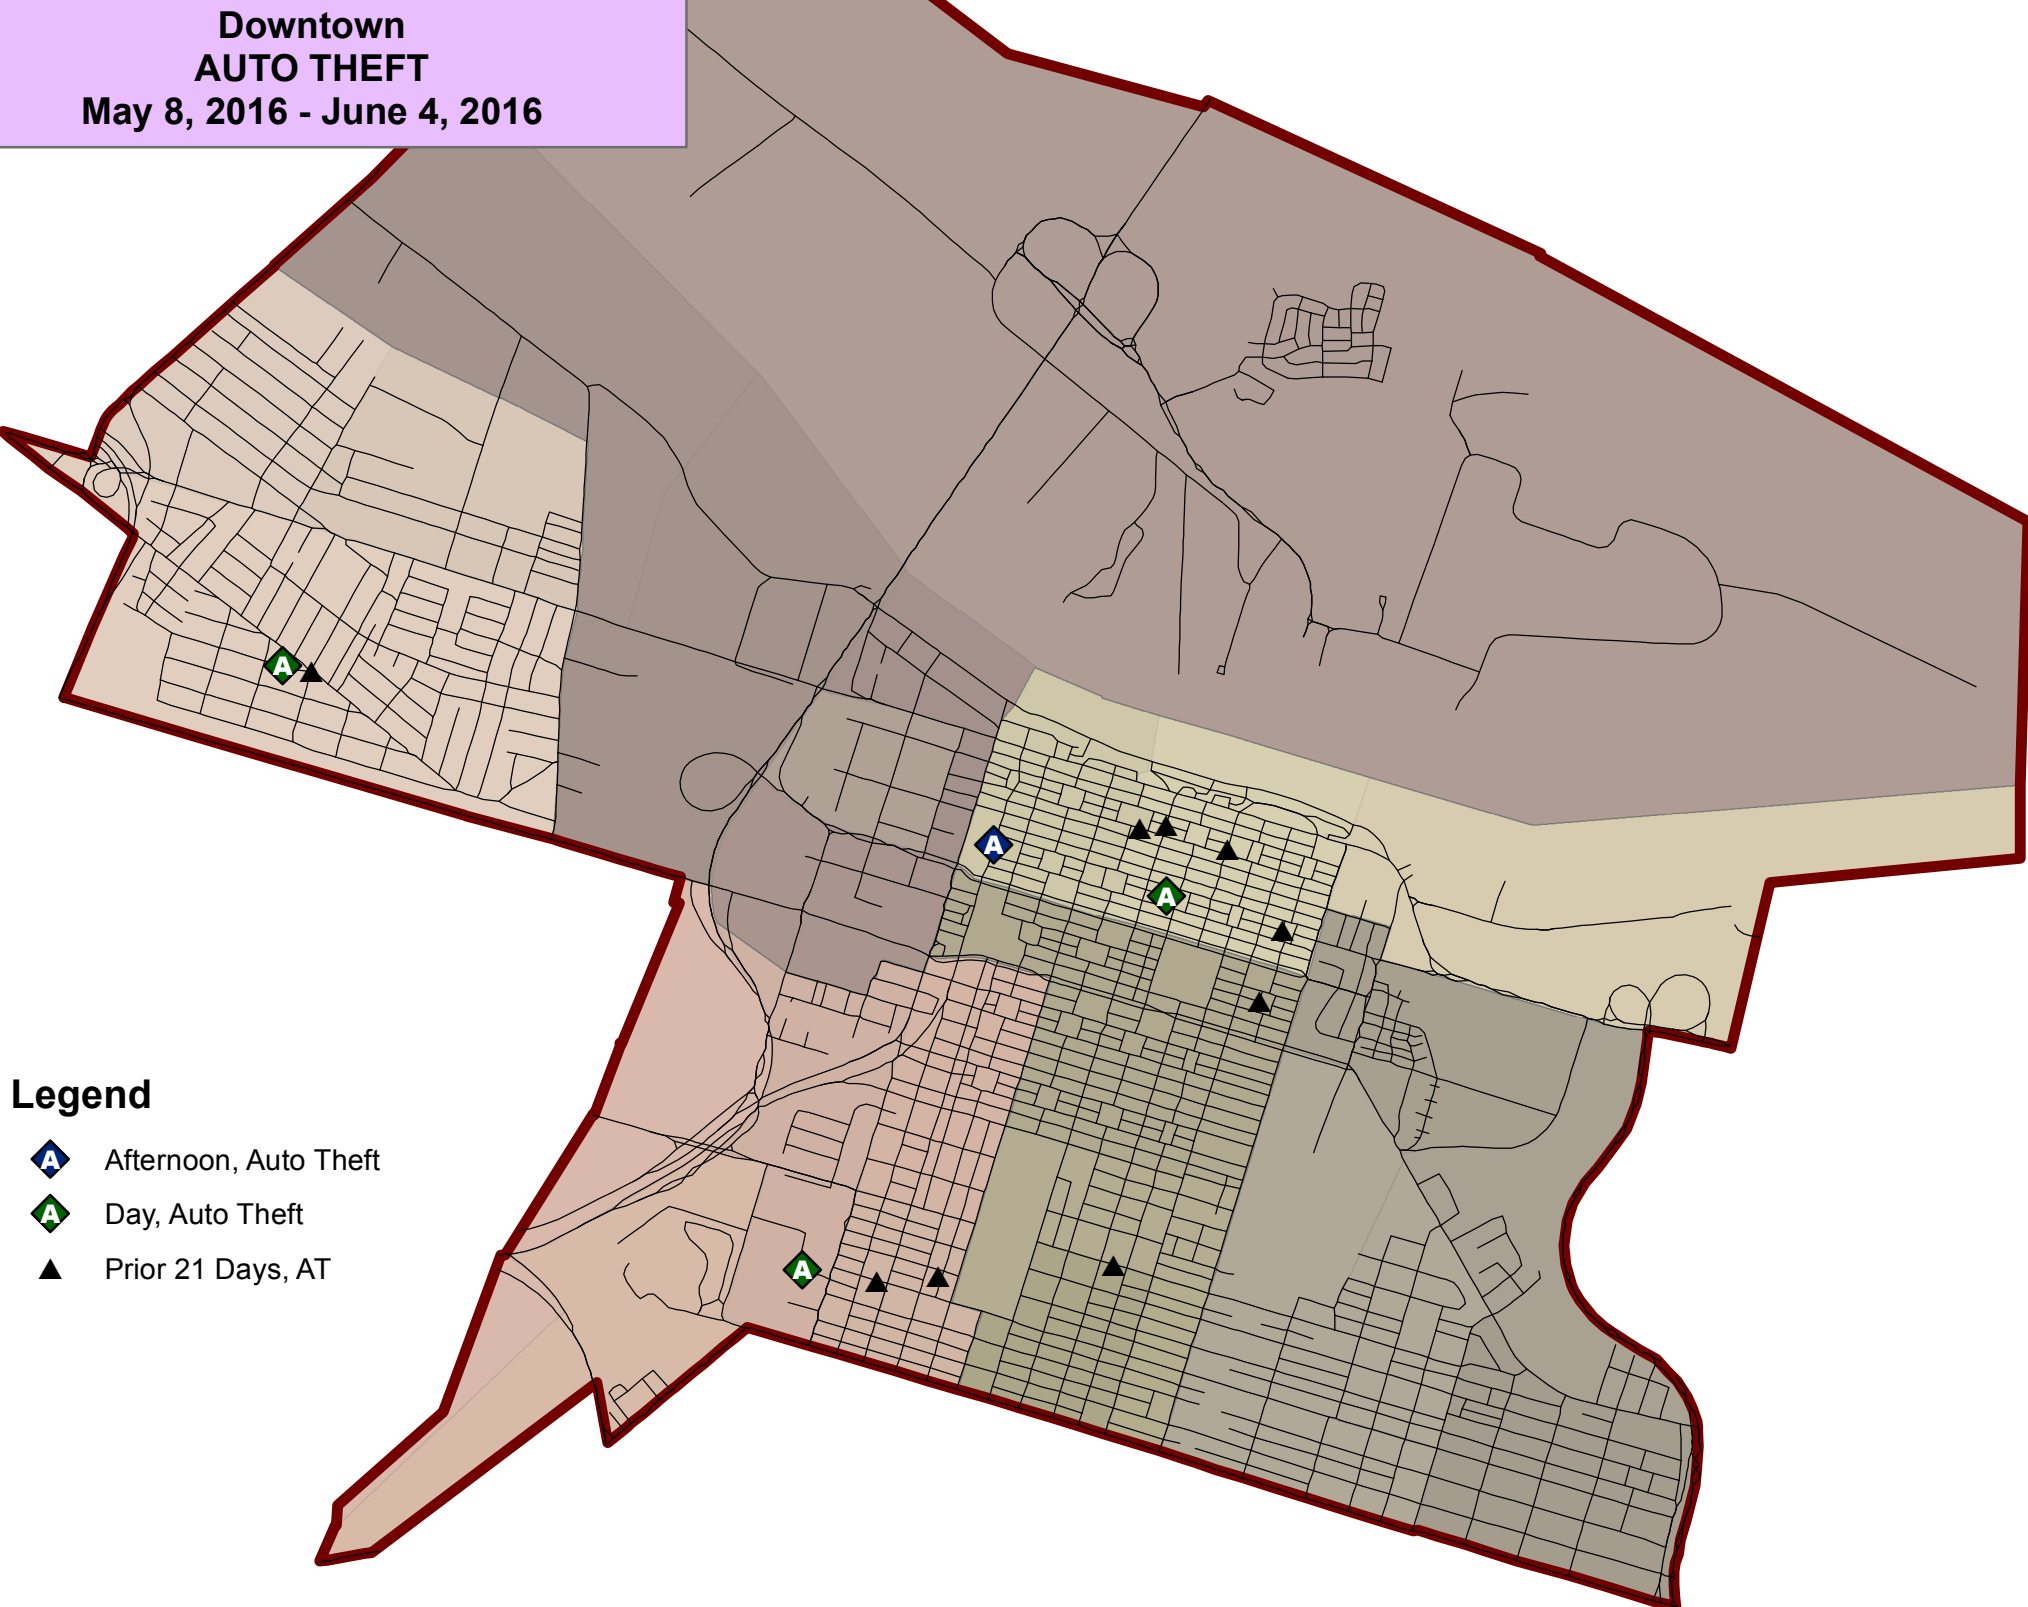 Downtown
AUTO THEFT
May 8, 2016 - June 4, 2016
A
A
A
A
Legend
A Afternoon, Auto Theft
A Day, Auto Theft
Prior 21 Days, AT